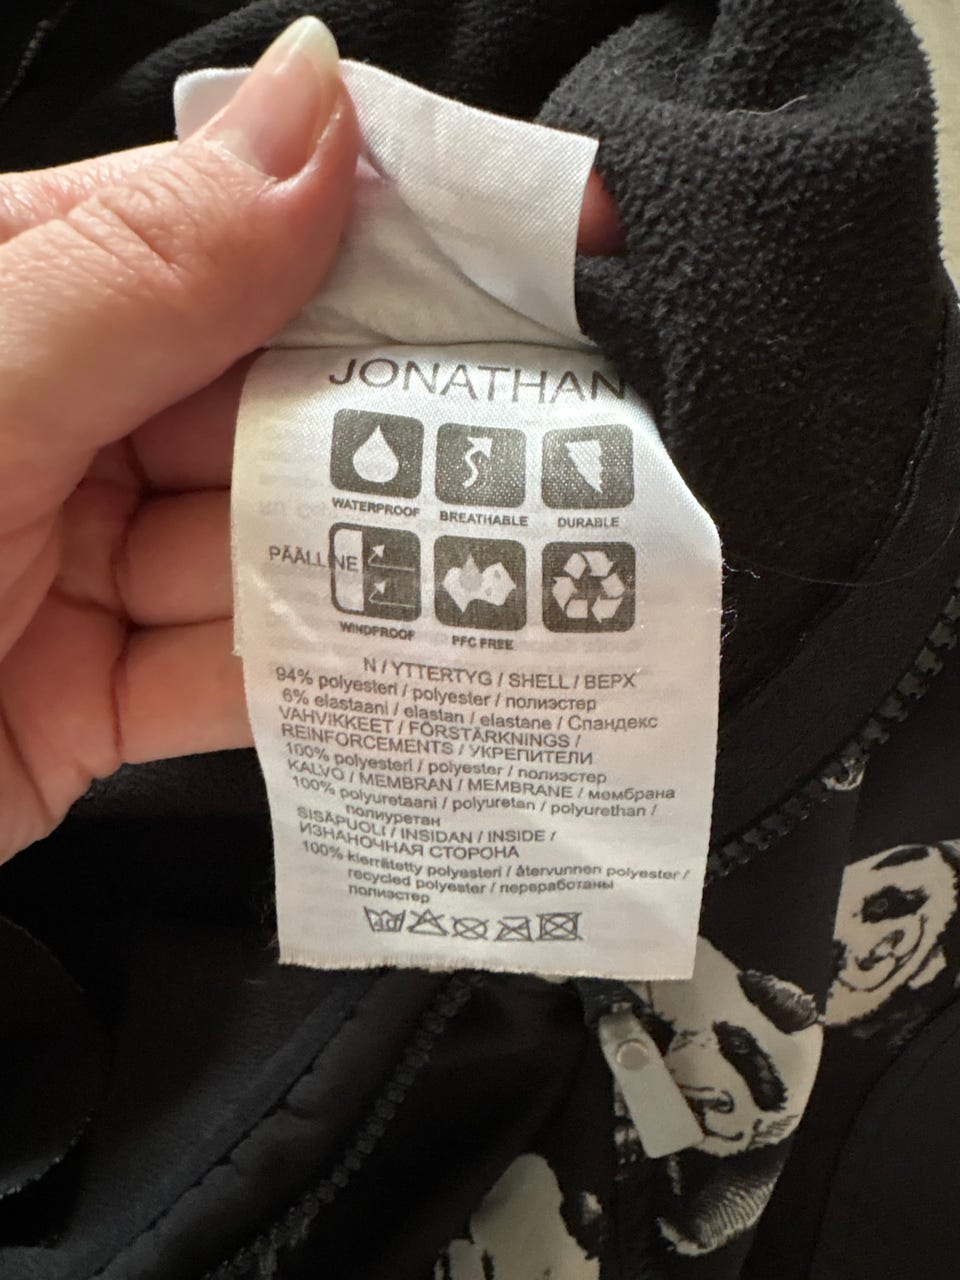 JONATHAN
WATERPROOF
BREATHABLE
DURABLE
PÄÄLLINE
WINDPROOF
PFC FREE
N / YTTERTYG / SHELL / ВЕРХ
94% polyesteri / polyester / полиэстер
6% elastaani / elastan / elastane / Спандекс
VAHVIKKEET / FÖRSTÄRKNINGS /
REINFORCEMENTS / УКРЕПИТЕЛИ
100% polyesteri / polyester / полиэстер
KALVO / MEMBRAN / MEMBRANE / мембрана
100% polyuretaani / polyuretan / polyurethan /
полиуретан
SISÄPUOLI / INSIDAN / INSIDE /
ИЗНАНОЧНАЯ СТОРОНА
100% kierrätetty polyesteri / återvunnen polyester /
recycled polyester / переработаны
полиэстер